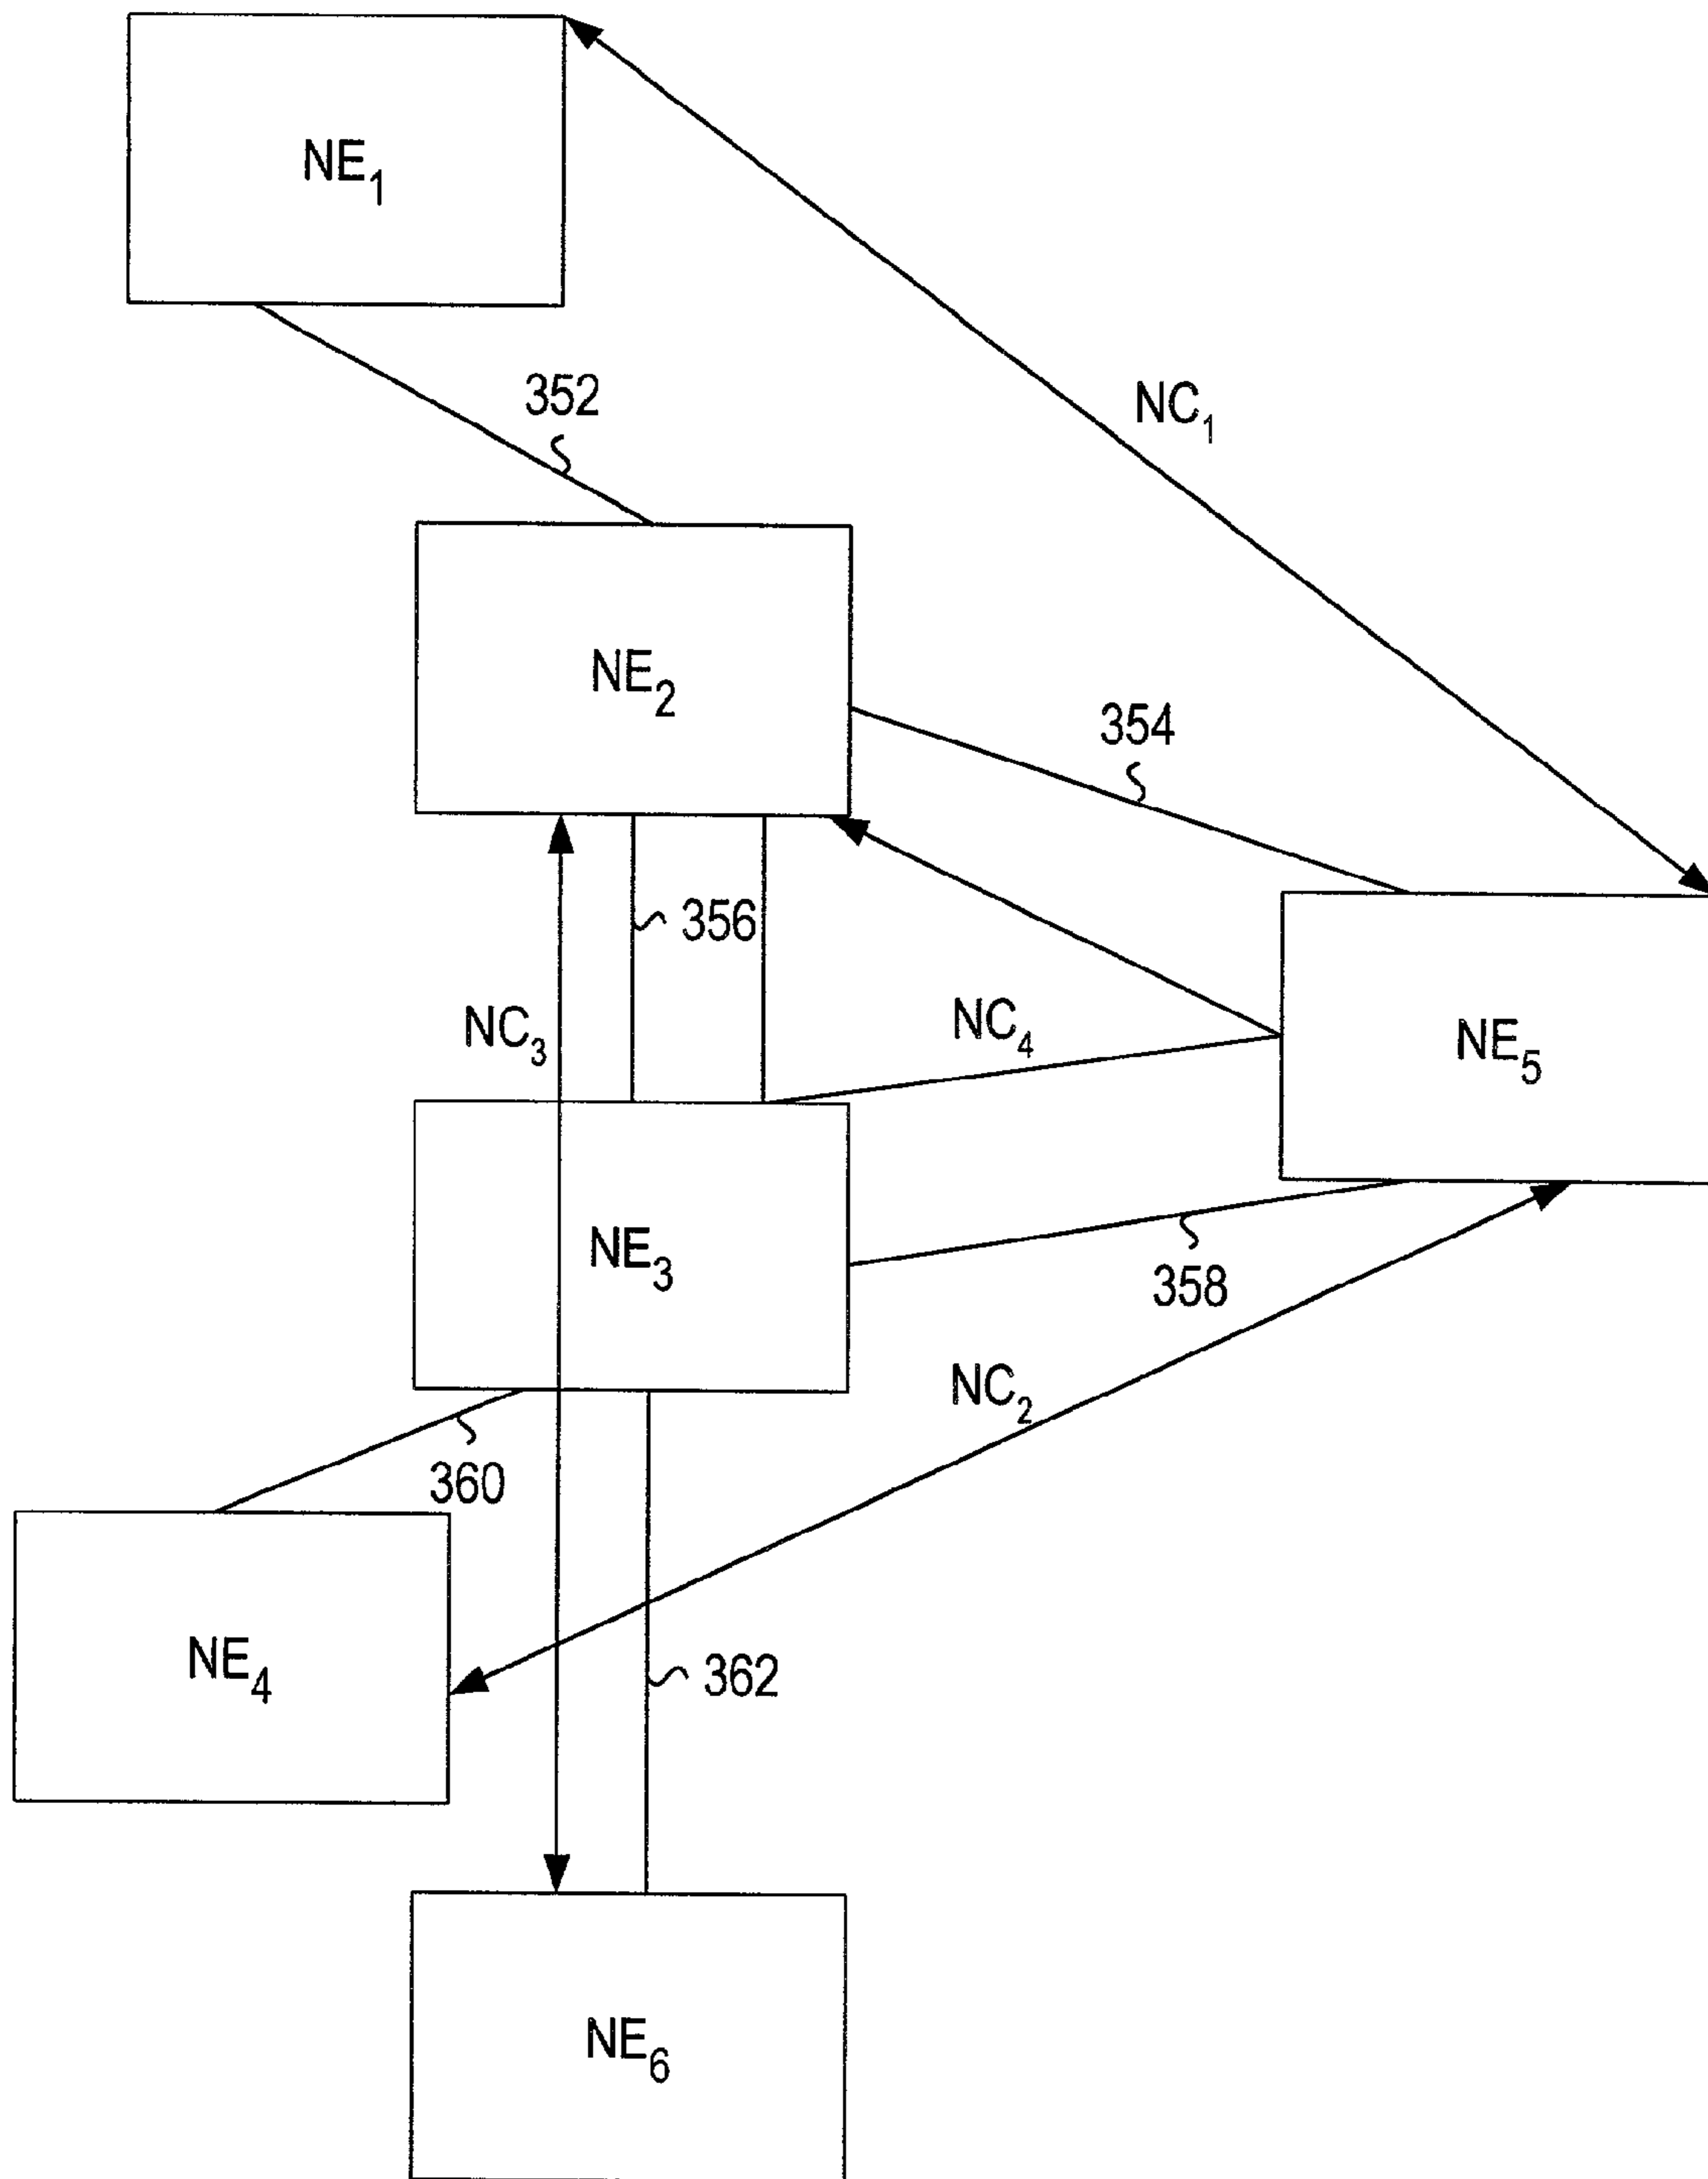 NE₁
352
NC₁
NE₂
354
356
NC₃
NC₄
NE₅
NE₃
358
NC₂
360
NE₄
362
NE₆